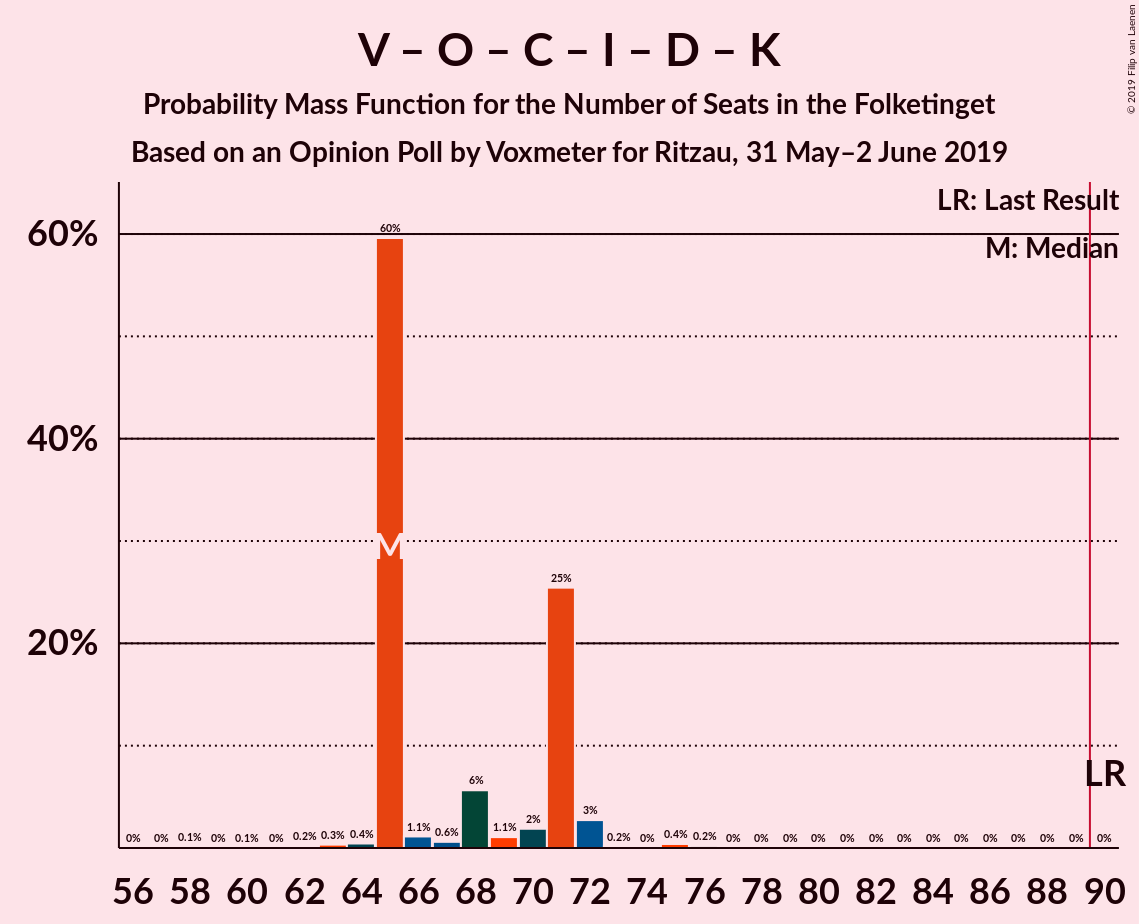 V – O – C – I – D – K
Probability Mass Function for the Number of Seats in the Folketinget
Based on an Opinion Poll by Voxmeter for Ritzau, 31 May–2 June 2019
© 2019 Filip van Laenen
LR: Last Result
M: Median
60%
40%
20%
60%
M
25%
LR
6%
3%
2%
0% 0% 0.1% 0% 0.1% 0% 0.2% 0.3% 0.4% 1.1% 0.6% 1.1% 0.2% 0% 0.4% 0.2% 0% 0% 0% 0% 0% 0% 0% 0% 0% 0% 0% 0% 0% 0%
56 58 60 62 64 66 68 70 72 74 76 78 80 82 84 86 88 90